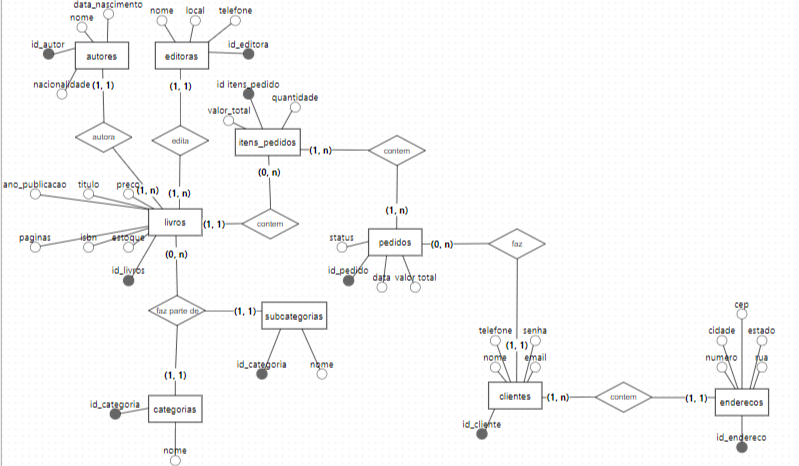 data_nascimento
nome
nome local telefone
id_autor
id_editora
autores
editoras
nacionalidade (1, 1)
(1, 1)
id itens_pedido
quantidade
valor_total
autora
edita
itens_pedidos
(1, n)
contem
(0, n)
ano_publicacao titulo preco
(1, n)
(1, n)
(1, n)
livros
(1, 1)
contem
paginas isbn estoque
status
pedidos
(0, n)
faz
(0, n)
id_livros
id_pedido
data valor total
faz parte de
(1, 1)
subcategorias
cep
telefone senha
cidade estado
(1, 1)
nome email
numero rua
id_categoria nome
(1, 1)
id_categoria
categorias
clientes
(1, n)
contem
(1, 1)
enderecos
id_cliente
id_endereco
nome